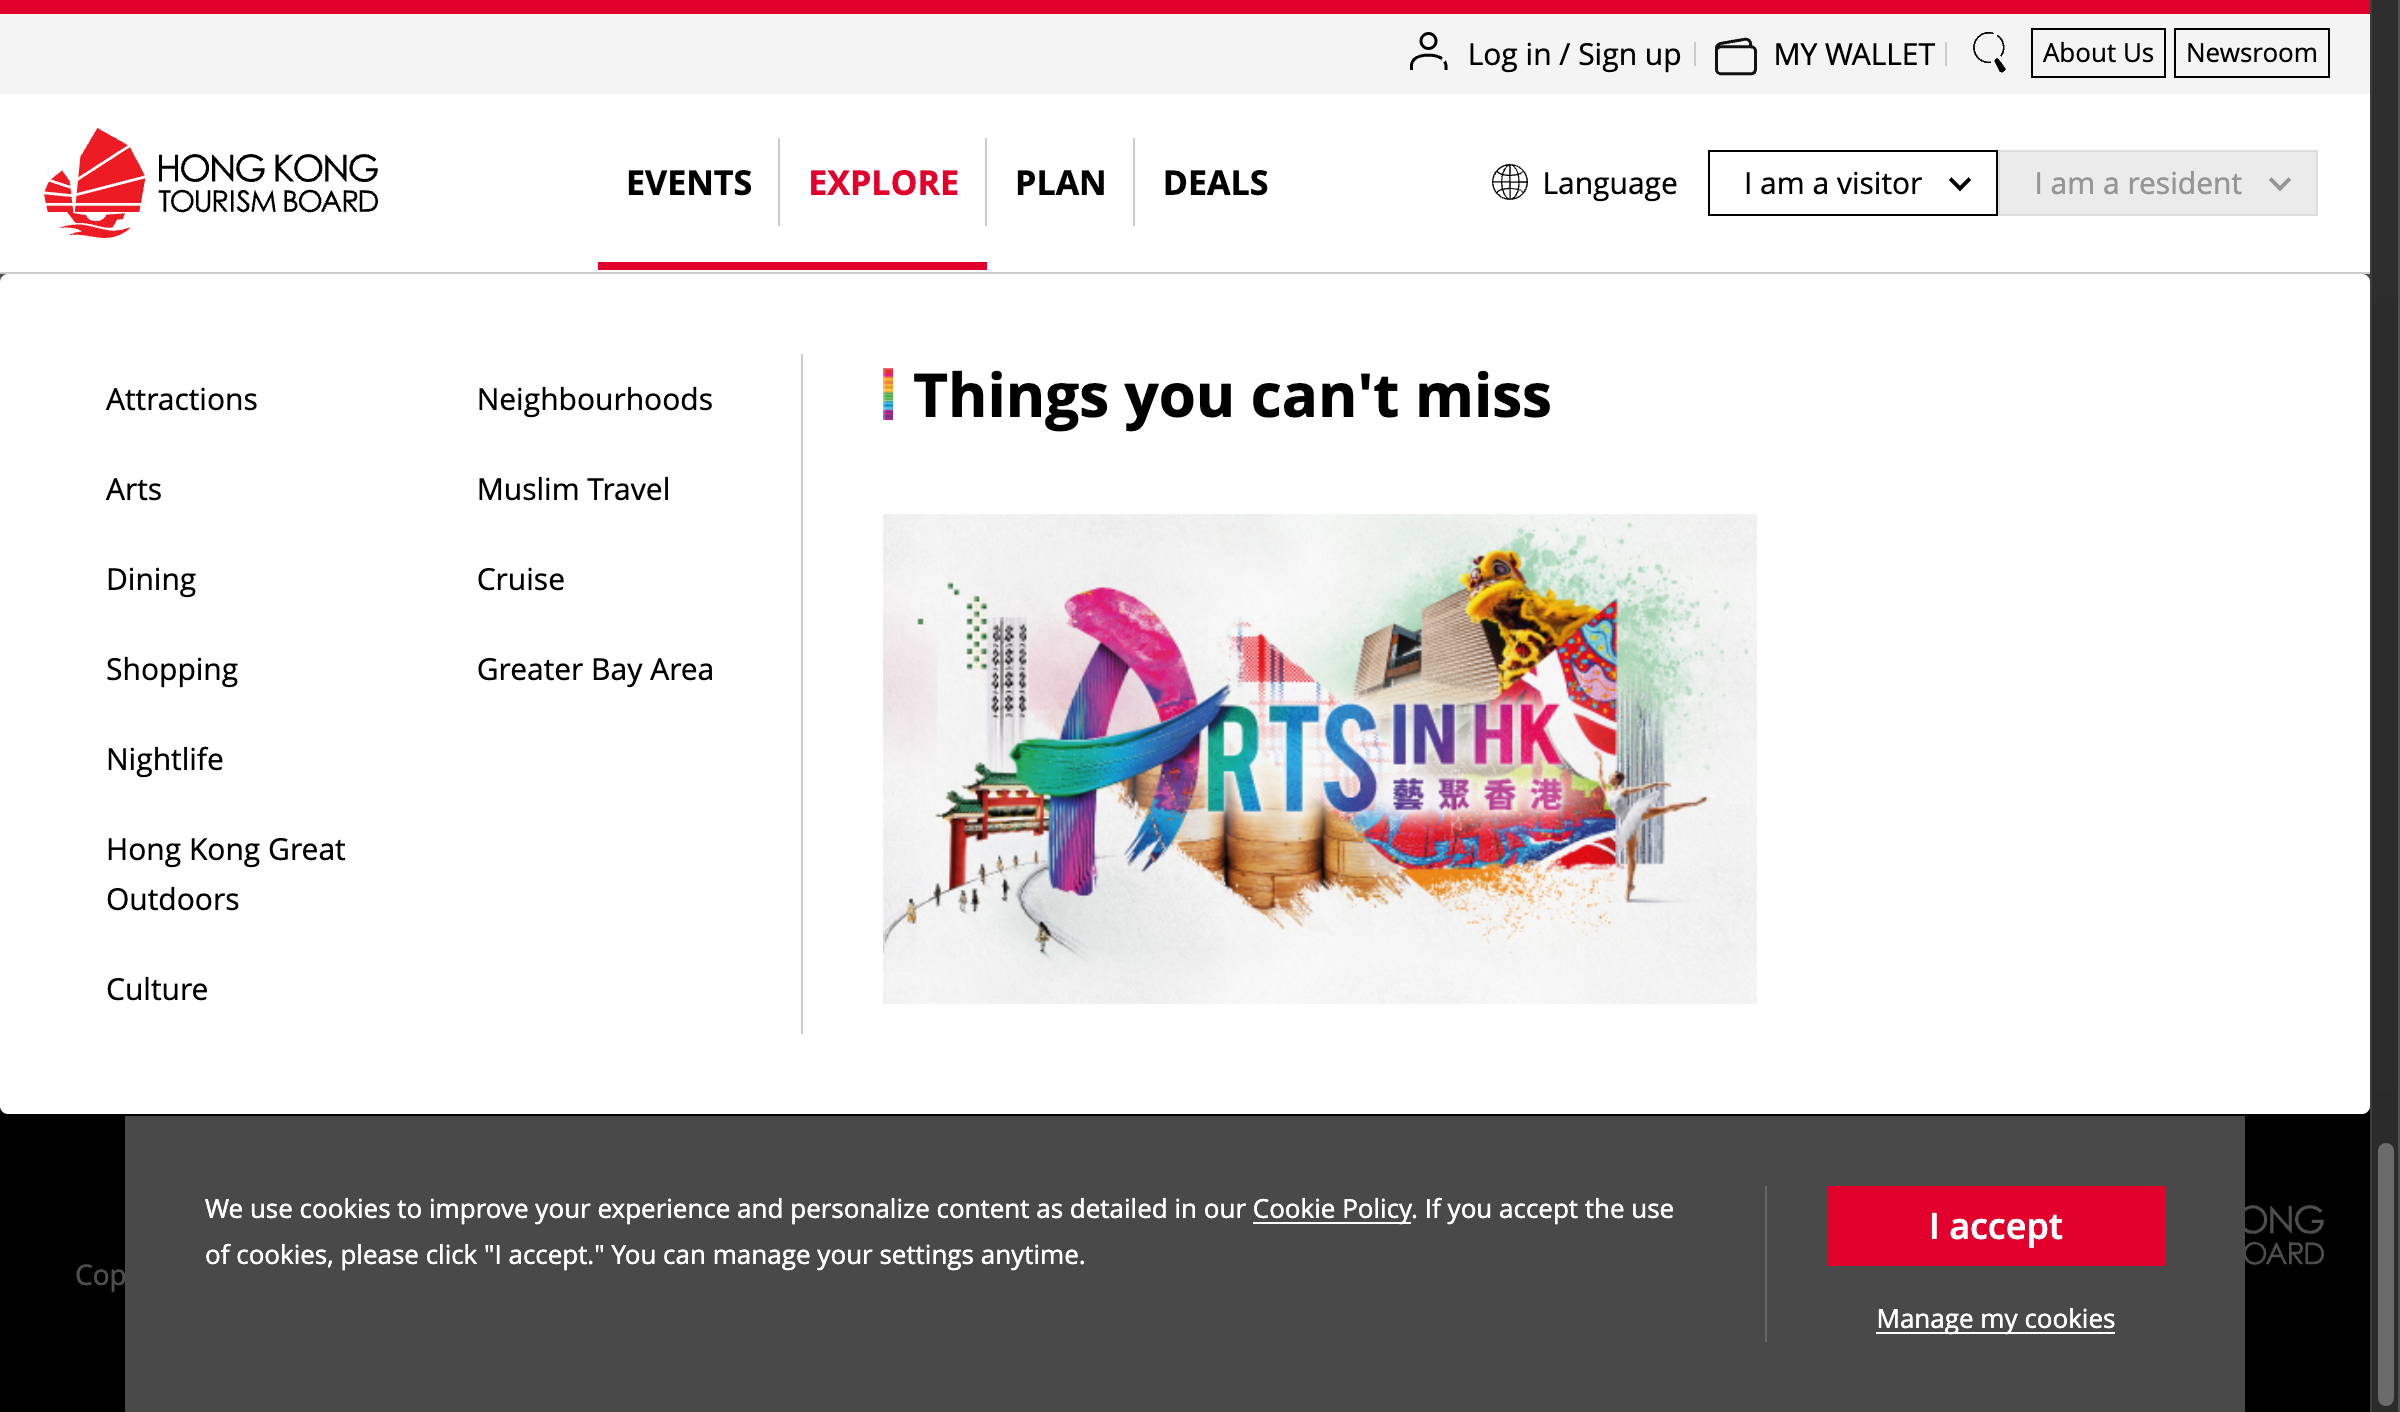 Log in / Sign up
MY WALLET
About Us
Newsroom
HONG KONG
TOURISM BOARD
EVENTS
EXPLORE
PLAN
DEALS
Language
I am a visitor
I am a resident
Attractions
Arts
Dining
Shopping
Nightlife
Hong Kong Great
Outdoors
Culture
Neighbourhoods
Muslim Travel
Cruise
Greater Bay Area
Things you can't miss
ARTS IN HK
藝聚香港
We use cookies to improve your experience and personalize content as detailed in our Cookie Policy. If you accept the use
of cookies, please click "I accept." You can manage your settings anytime.
I accept
Manage my cookies
Cop
ONG
OARD